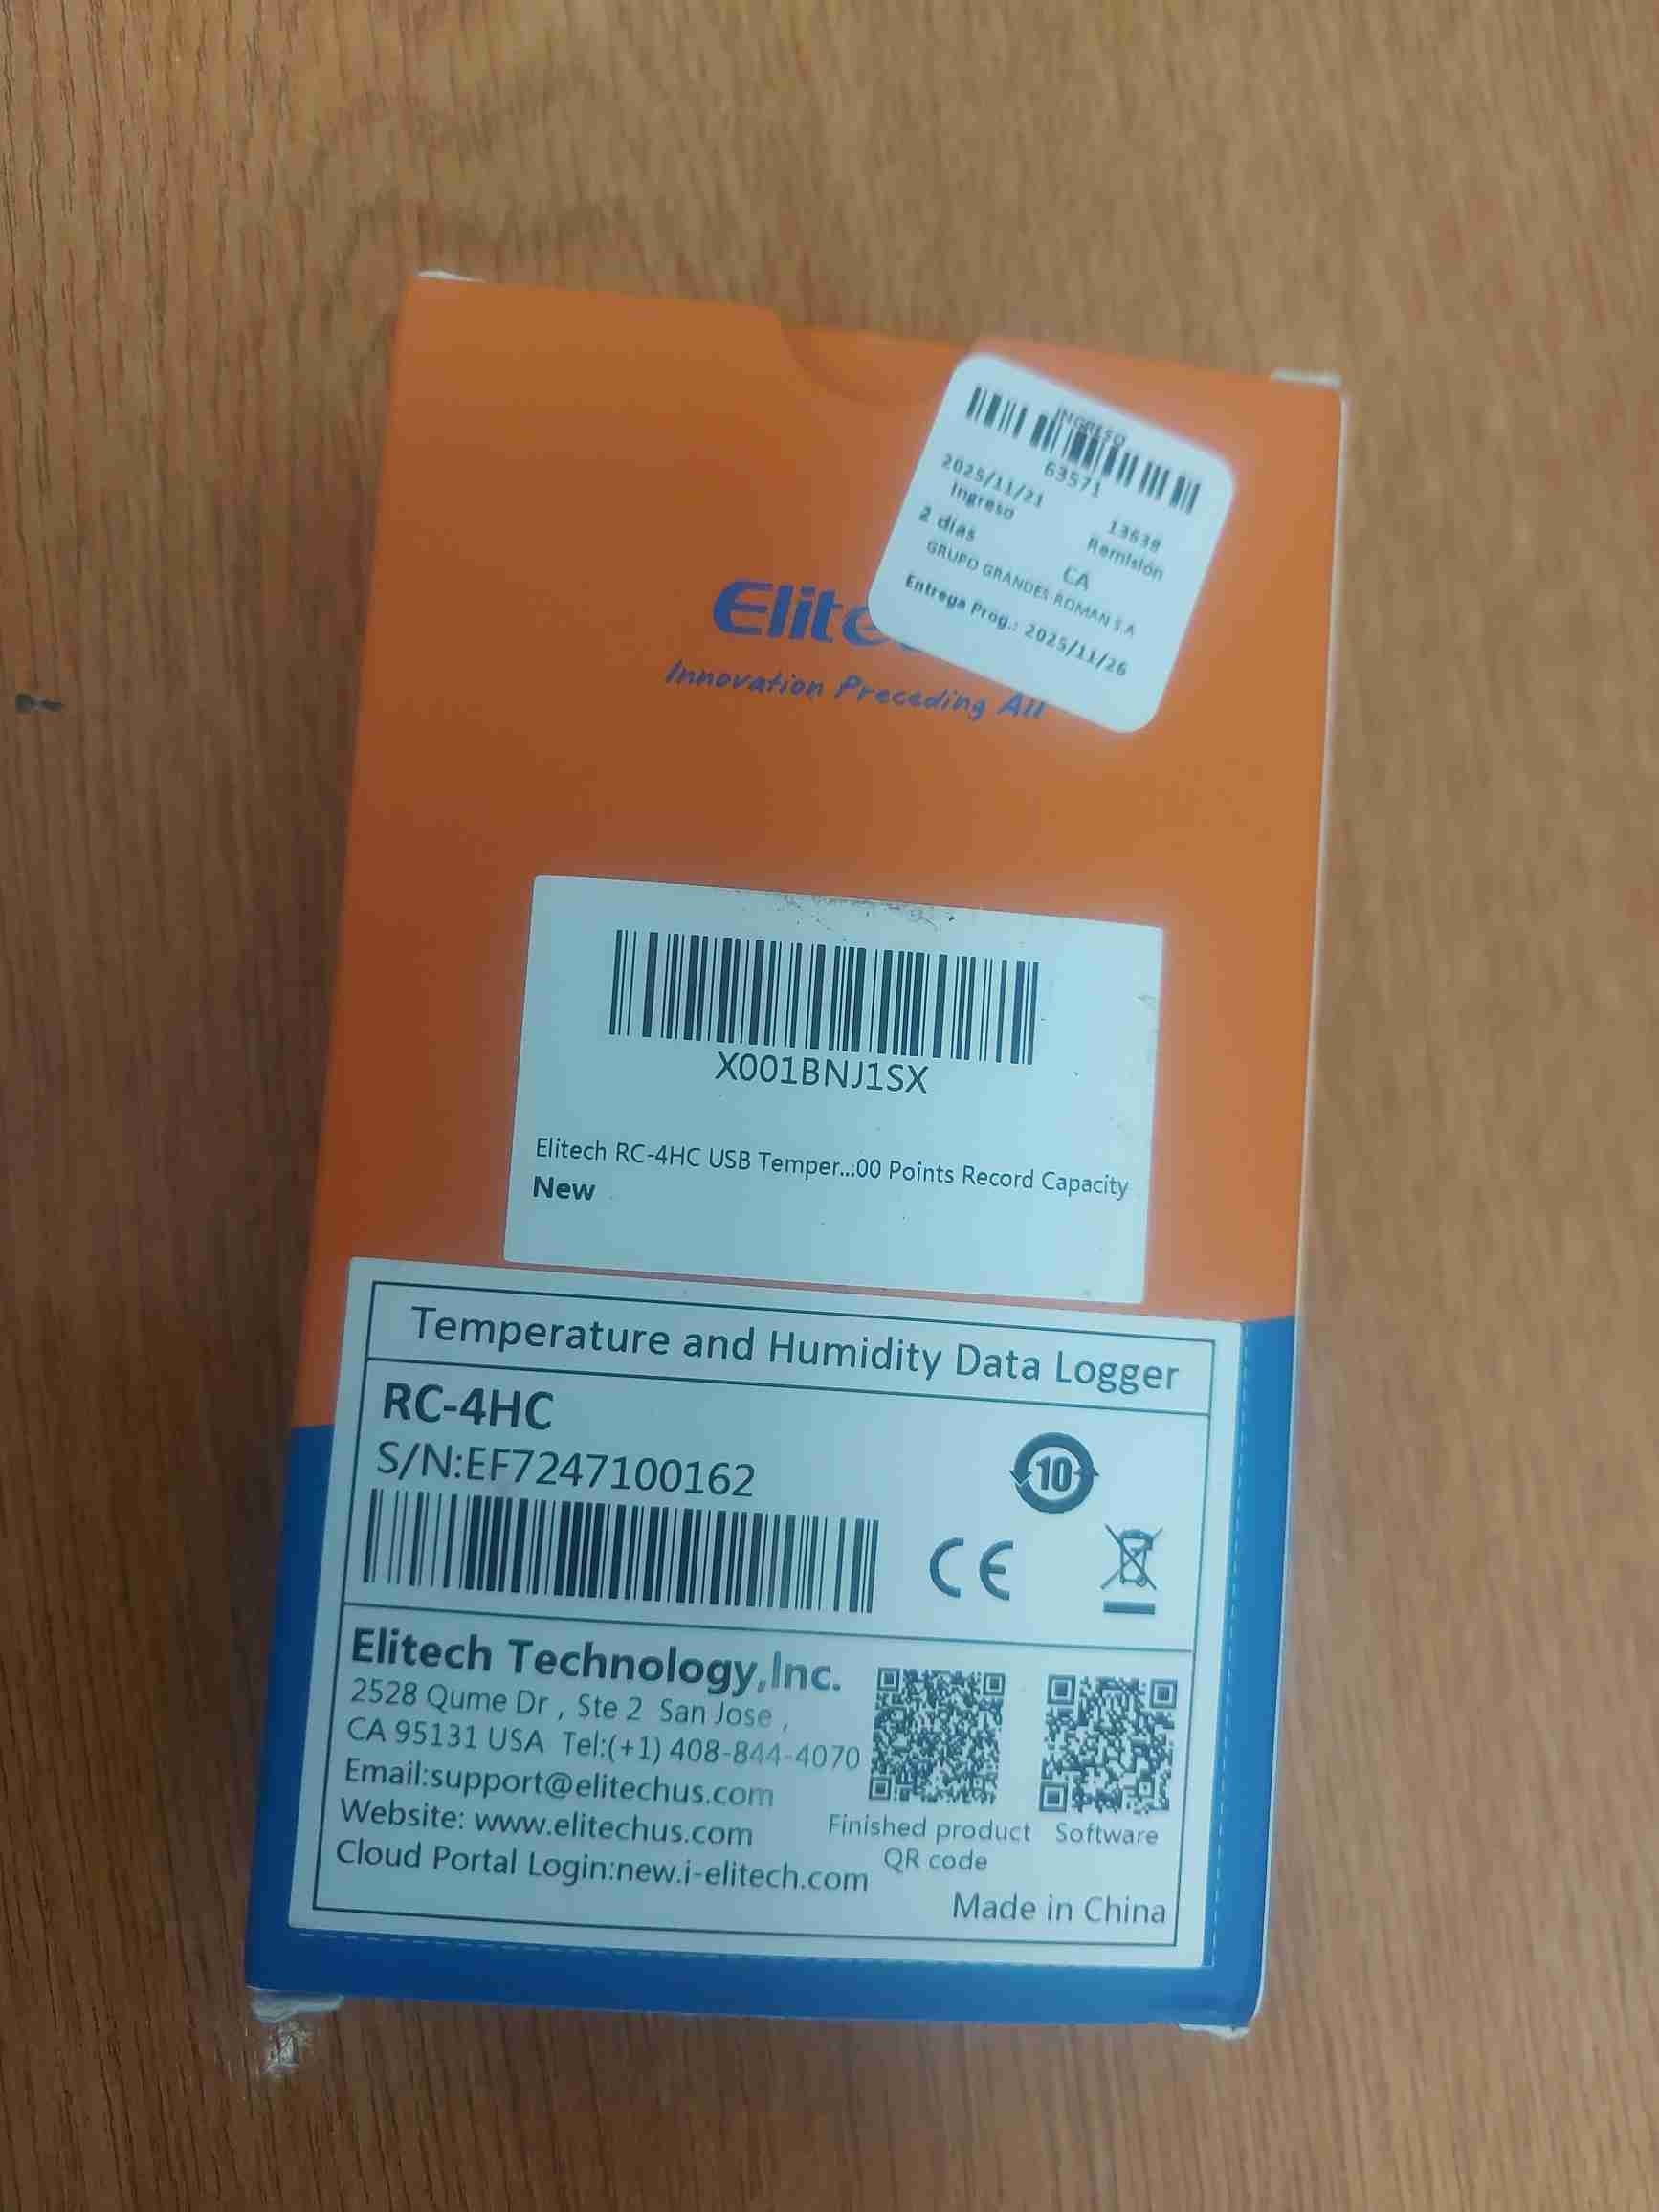 INGRESO
63571
2025/11/21 13638
Ingreso Remisión
2 días CA
GRUPO GRANDES ROMAN S A
Entrega Prog.: 2025/11/26
Elite
Innovation Preceding All
X001BNJ1SX
Elitech RC-4HC USB Temper...:00 Points Record Capacity
New
Temperature and Humidity Data Logger
RC-4HC
S/N:EF7247100162
10
CE
Elitech Technology,Inc.
2528 Qume Dr , Ste 2 San Jose ,
CA 95131 USA Tel:(+1) 408-844-4070
Email:support@elitechus.com
Website: www.elitechus.com
Cloud Portal Login:new.i-elitech.com
Finished product
QR code
Software
Made in China